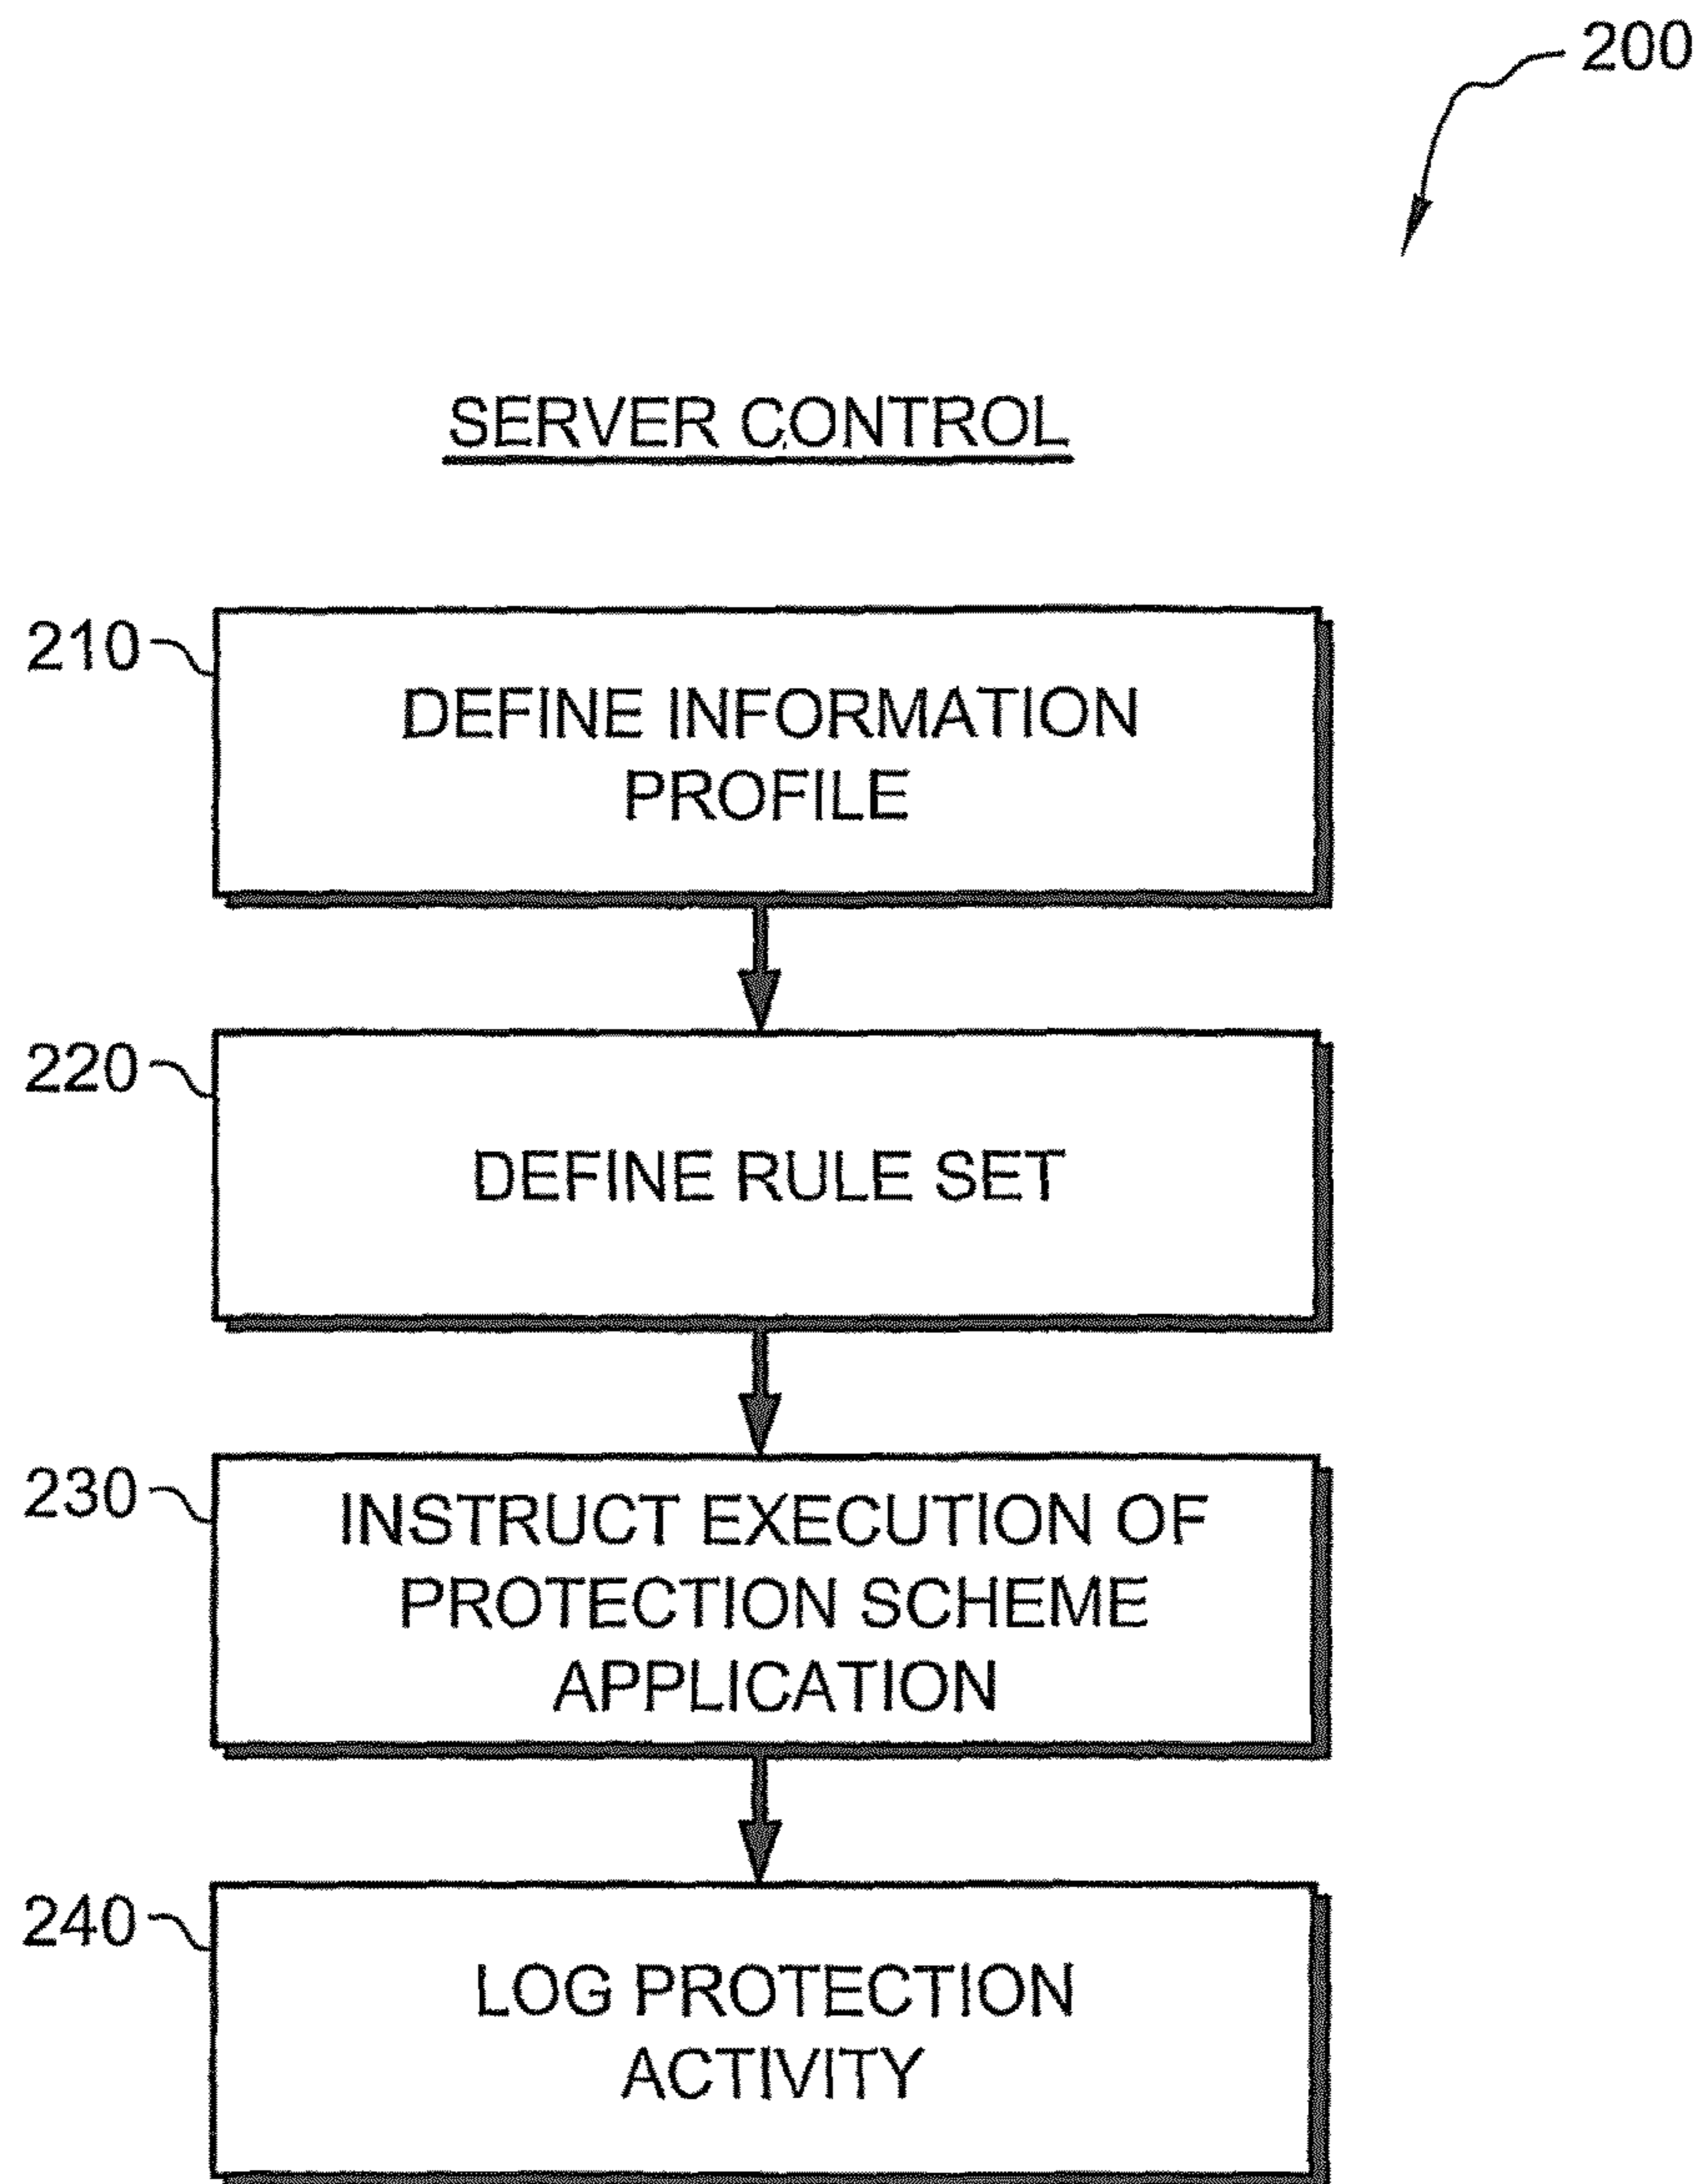 200
SERVER CONTROL
210
DEFINE INFORMATION
PROFILE
220
DEFINE RULE SET
230
INSTRUCT EXECUTION OF
PROTECTION SCHEME
APPLICATION
240
LOG PROTECTION
ACTIVITY